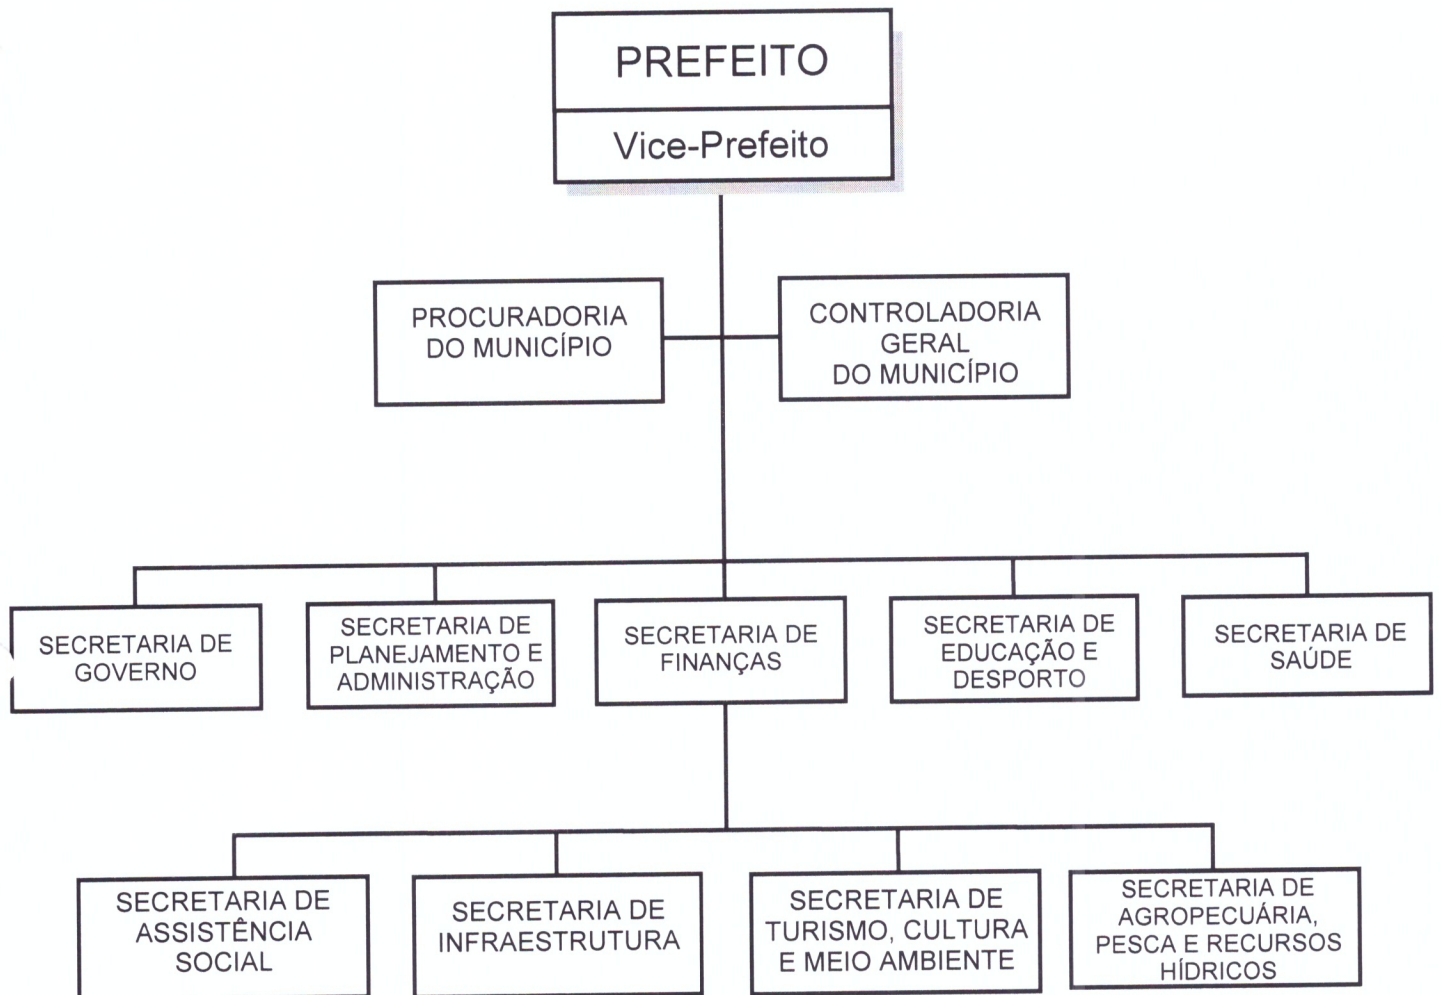 PREFEITO
Vice-Prefeito
PROCURADORIA
DO MUNICÍPIO
CONTROLADORIA
GERAL
DO MUNICÍPIO
SECRETARIA DE
GOVERNO
SECRETARIA DE
PLANEJAMENTO E
ADMINISTRAÇÃO
SECRETARIA DE
FINANÇAS
SECRETARIA DE
EDUCAÇÃO E
DESPORTO
SECRETARIA DE
SAÚDE
SECRETARIA DE
ASSISTÊNCIA
SOCIAL
SECRETARIA DE
INFRAESTRUTURA
SECRETARIA DE
TURISMO, CULTURA
E MEIO AMBIENTE
SECRETARIA DE
AGROPECUÁRIA,
PESCA E RECURSOS
HÍDRICOS